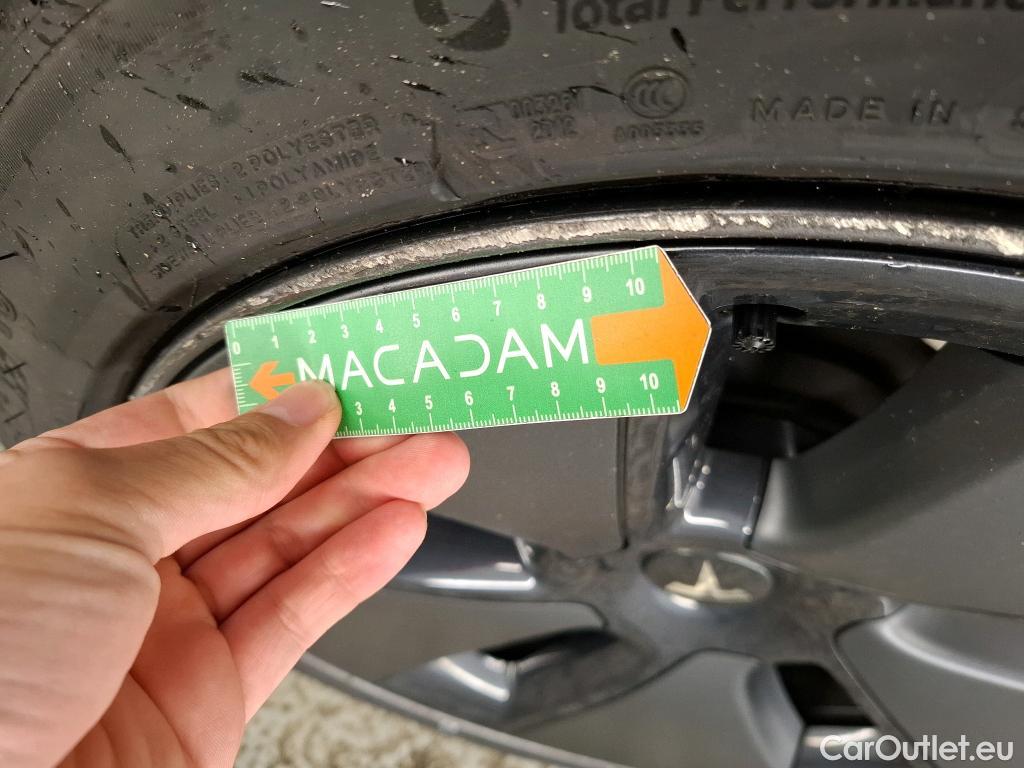 Total Performance
003261
2012
A005555
MADE IN
TREAD PLIES : 2 POLYESTER
2 STEEL 1 POLYAMIDE
SIDEWALL PLIES : 2 POLYESTER
0 1 2 3 4 5 6 7 8 9 10
MACADAM
3 4 5 6 7 8 9 10
CarOutlet.eu